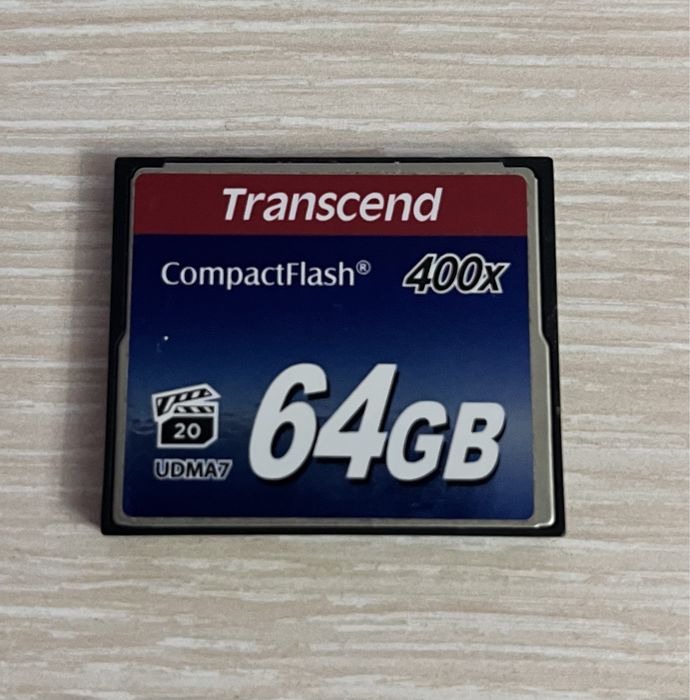 Transcend
CompactFlash® 400x
20
64GB
UDMA7